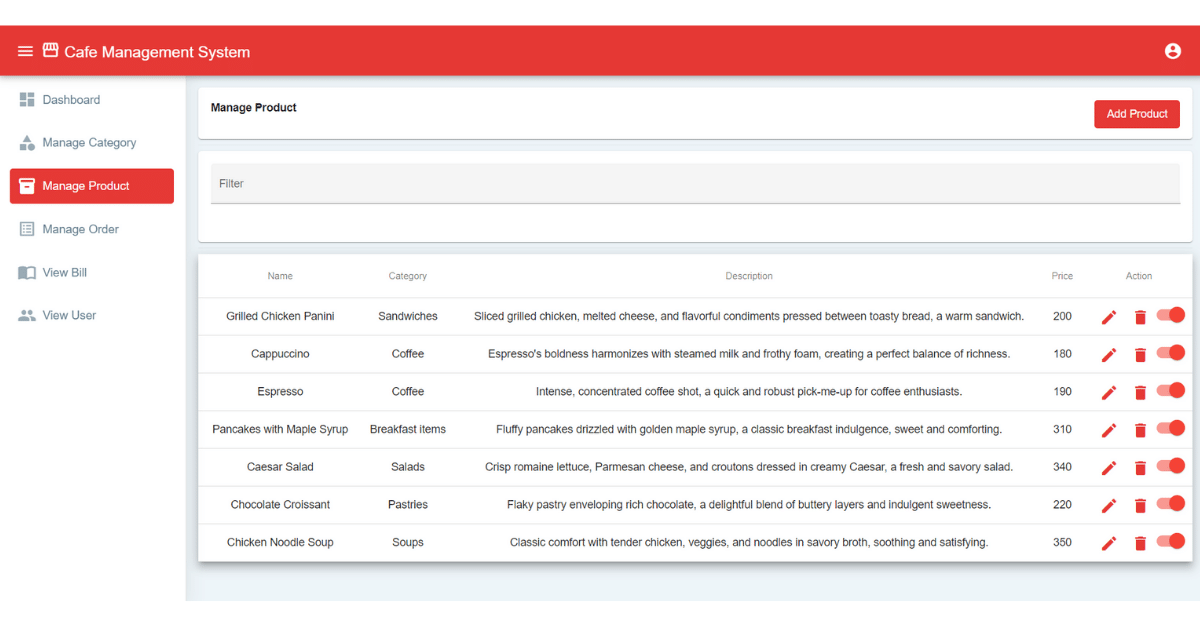 Cafe Management System
Dashboard
Manage Category
Manage Product
Manage Order
View Bill
View User
Manage Product
Add Product
Filter
Name Category Description Price Action
Grilled Chicken Panini Sandwiches Sliced grilled chicken, melted cheese, and flavorful condiments pressed between toasty bread, a warm sandwich. 200
Cappuccino Coffee Espresso's boldness harmonizes with steamed milk and frothy foam, creating a perfect balance of richness. 180
Espresso Coffee Intense, concentrated coffee shot, a quick and robust pick-me-up for coffee enthusiasts. 190
Pancakes with Maple Syrup Breakfast items Fluffy pancakes drizzled with golden maple syrup, a classic breakfast indulgence, sweet and comforting. 310
Caesar Salad Salads Crisp romaine lettuce, Parmesan cheese, and croutons dressed in creamy Caesar, a fresh and savory salad. 340
Chocolate Croissant Pastries Flaky pastry enveloping rich chocolate, a delightful blend of buttery layers and indulgent sweetness. 220
Chicken Noodle Soup Soups Classic comfort with tender chicken, veggies, and noodles in savory broth, soothing and satisfying. 350